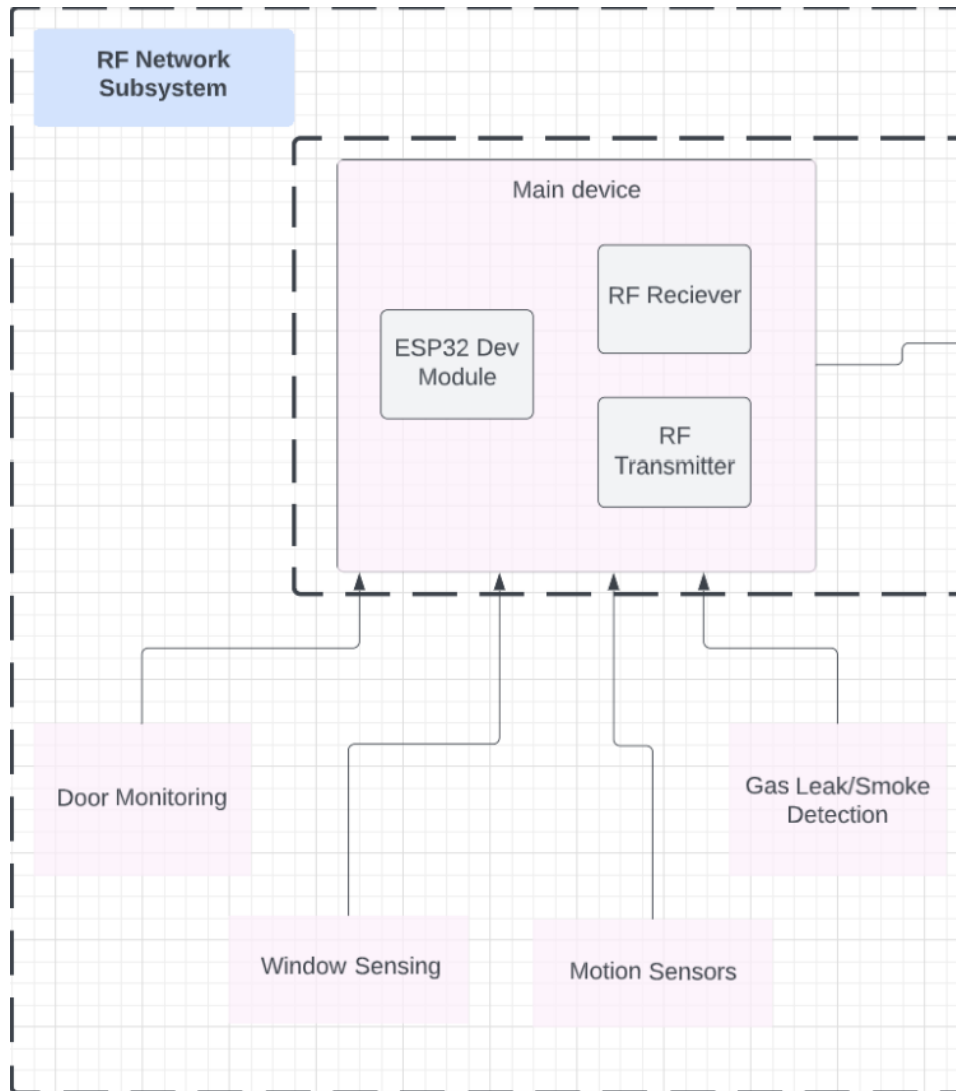 RF Network
Subsystem
Main device
RF Reciever
ESP32 Dev
Module
RF
Transmitter
Door Monitoring
Gas Leak/Smoke
Detection
Window Sensing
Motion Sensors